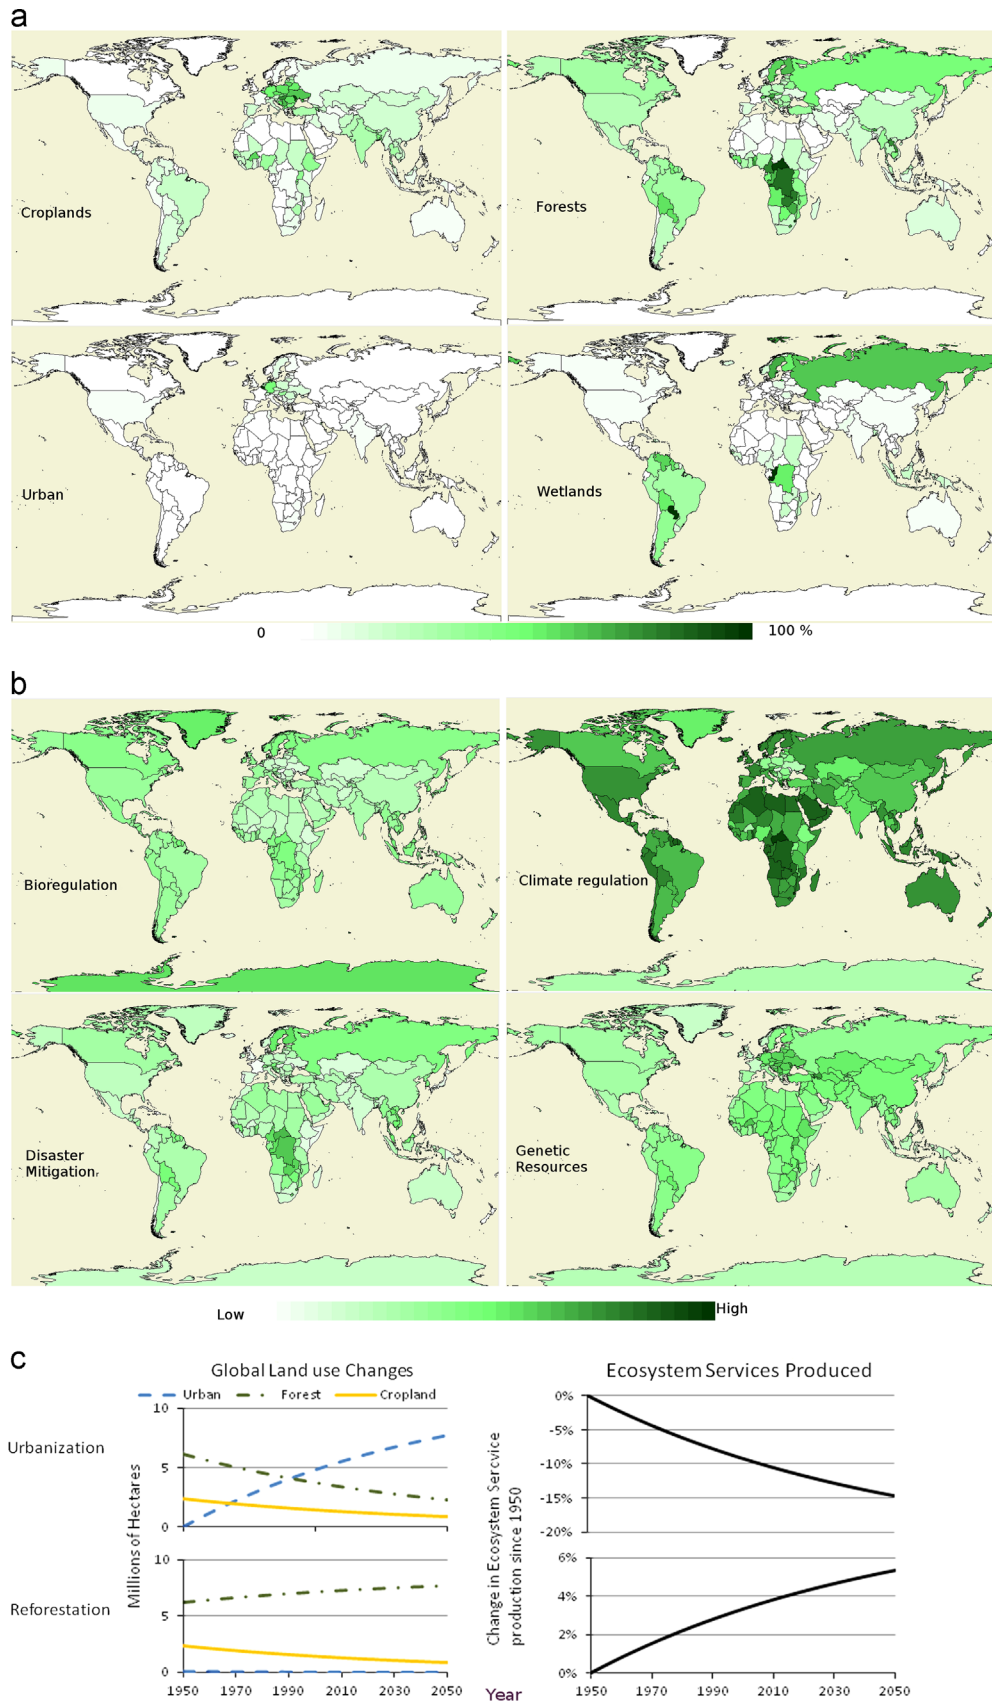 a
Croplands
Forests
Urban
Wetlands
0
100 %
b
Bioregulation
Climate regulation
Disaster
Mitigation,
Genetic
Resources
Low
High
c
Global Land use Changes
Urban
Forest
Cropland
Urbanization
Reforestation
Millions of Hectares
10
5
0
10
5
0
1950
1970
1990
2010
2030
2050
Ecosystem Services Produced
Change in Ecosystem Sercvice
production since 1950
0%
-5%
-10%
-15%
-20%
6%
4%
2%
0%
1950
1970
1990
2010
2030
2050
Year